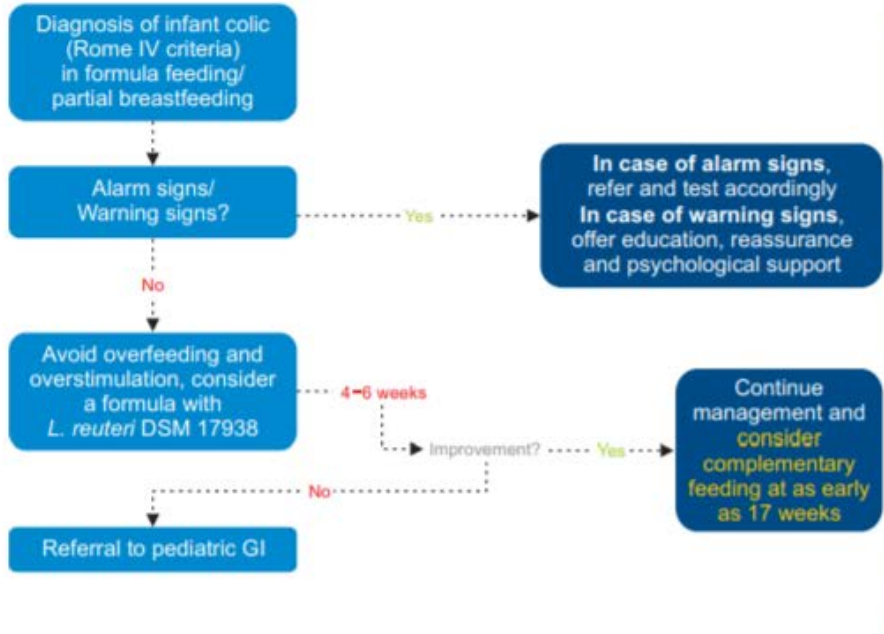 Diagnosis of infant colic
(Rome IV criteria)
in formula feeding/
partial breastfeeding
Alarm signs/
Warning signs?
Yes
In case of alarm signs,
refer and test accordingly
In case of warning signs,
offer education, reassurance
and psychological support
No
Avoid overfeeding and
overstimulation, consider
a formula with
L. reuteri DSM 17938
4–6 weeks
Improvement?
Yes
Continue
management and
consider
complementary
feeding at as early
as 17 weeks
No
Referral to pediatric GI